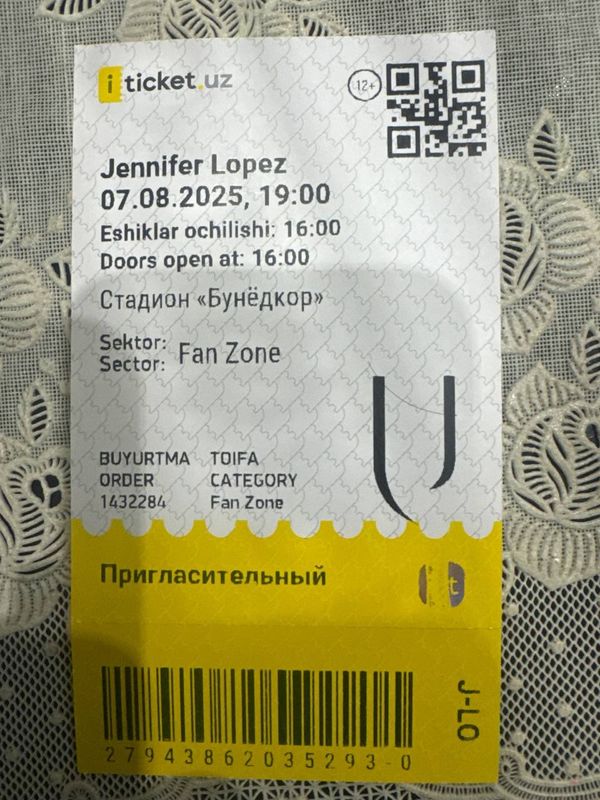 iticket.uz
12+
Jennifer Lopez
07.08.2025, 19:00
Eshiklar ochilishi: 16:00
Doors open at: 16:00
Стадион «Бунёдкор»
Sektor:
Sector: Fan Zone
BUYURTMA TOIFA
ORDER CATEGORY
1432284 Fan Zone
Пригласительный
J-LO
27943862035293-0